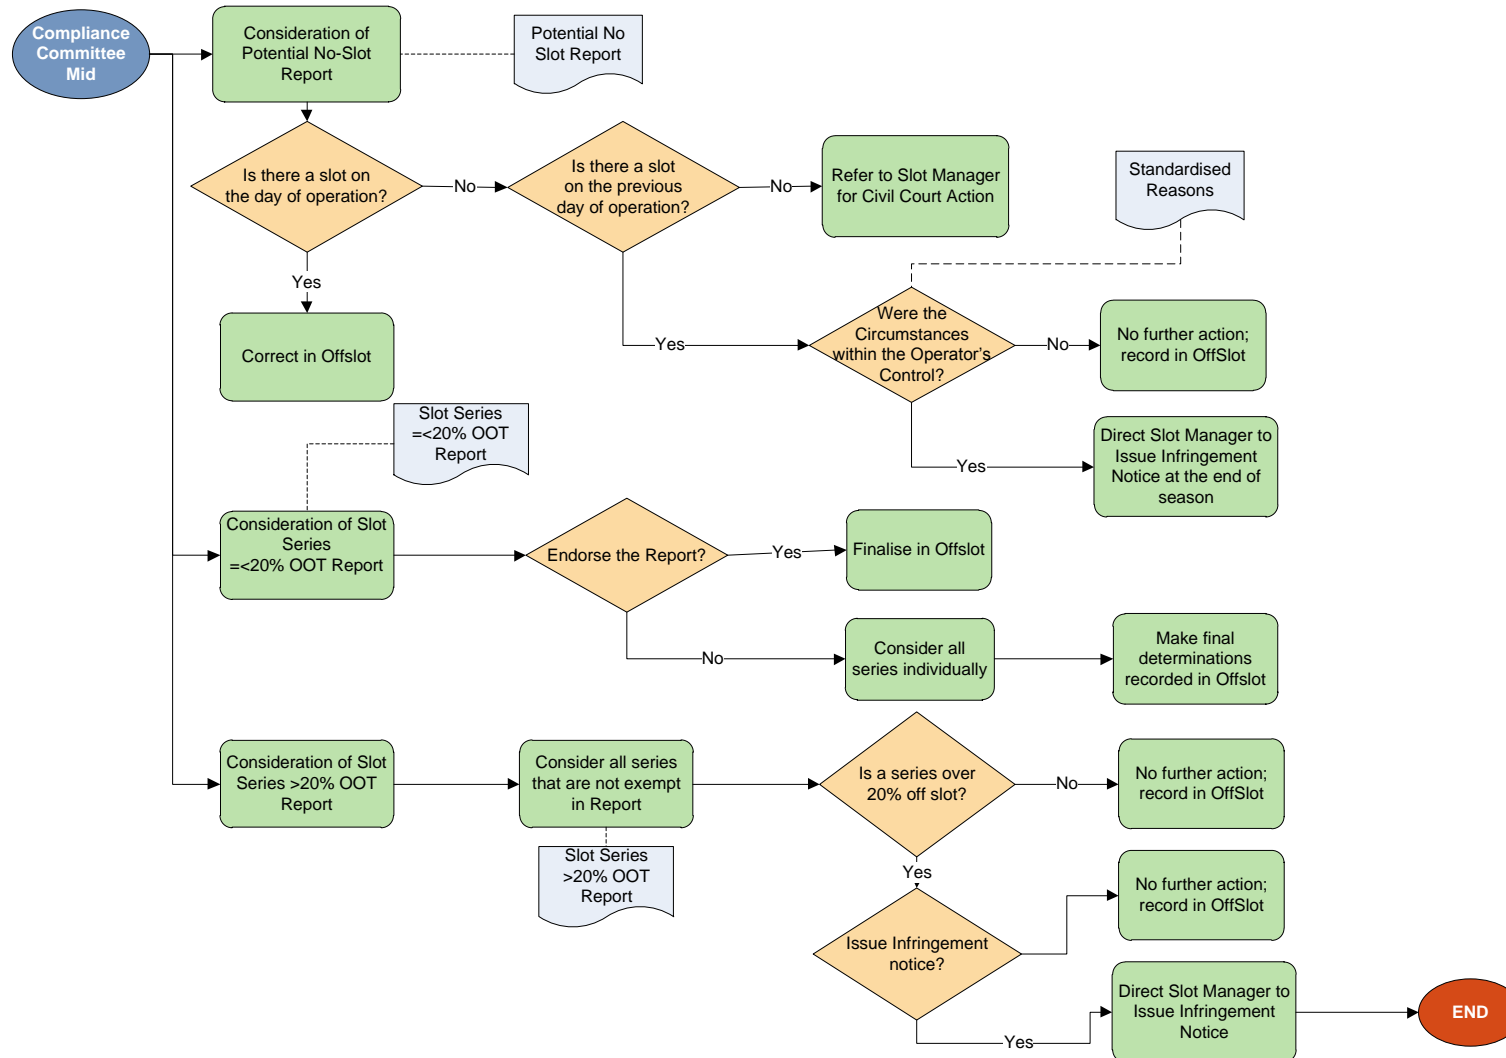 Compliance
Committee
Mid
Consideration of
Potential No-Slot
Report
Potential No
Slot Report
Is there a slot on
the day of operation?
No
Is there a slot
on the previous
day of operation?
No
Refer to Slot Manager
for Civil Court Action
Standardised
Reasons
Yes
Correct in Offslot
Yes
Were the
Circumstances
within the Operator's
Control?
No
No further action;
record in OffSlot
Yes
Direct Slot Manager to
Issue Infringement
Notice at the end of
season
Slot Series
=<20% OOT
Report
Consideration of Slot
Series
=<20% OOT Report
Endorse the Report?
Yes
Finalise in Offslot
No
Consider all
series individually
Make final
determinations
recorded in Offslot
Consideration of Slot
Series >20% OOT
Report
Consider all series
that are not exempt
in Report
Slot Series
>20% OOT
Report
Is a series over
20% off slot?
No
No further action;
record in OffSlot
Yes
Issue Infringement
notice?
No further action;
record in OffSlot
Yes
Direct Slot Manager to
Issue Infringement
Notice
END